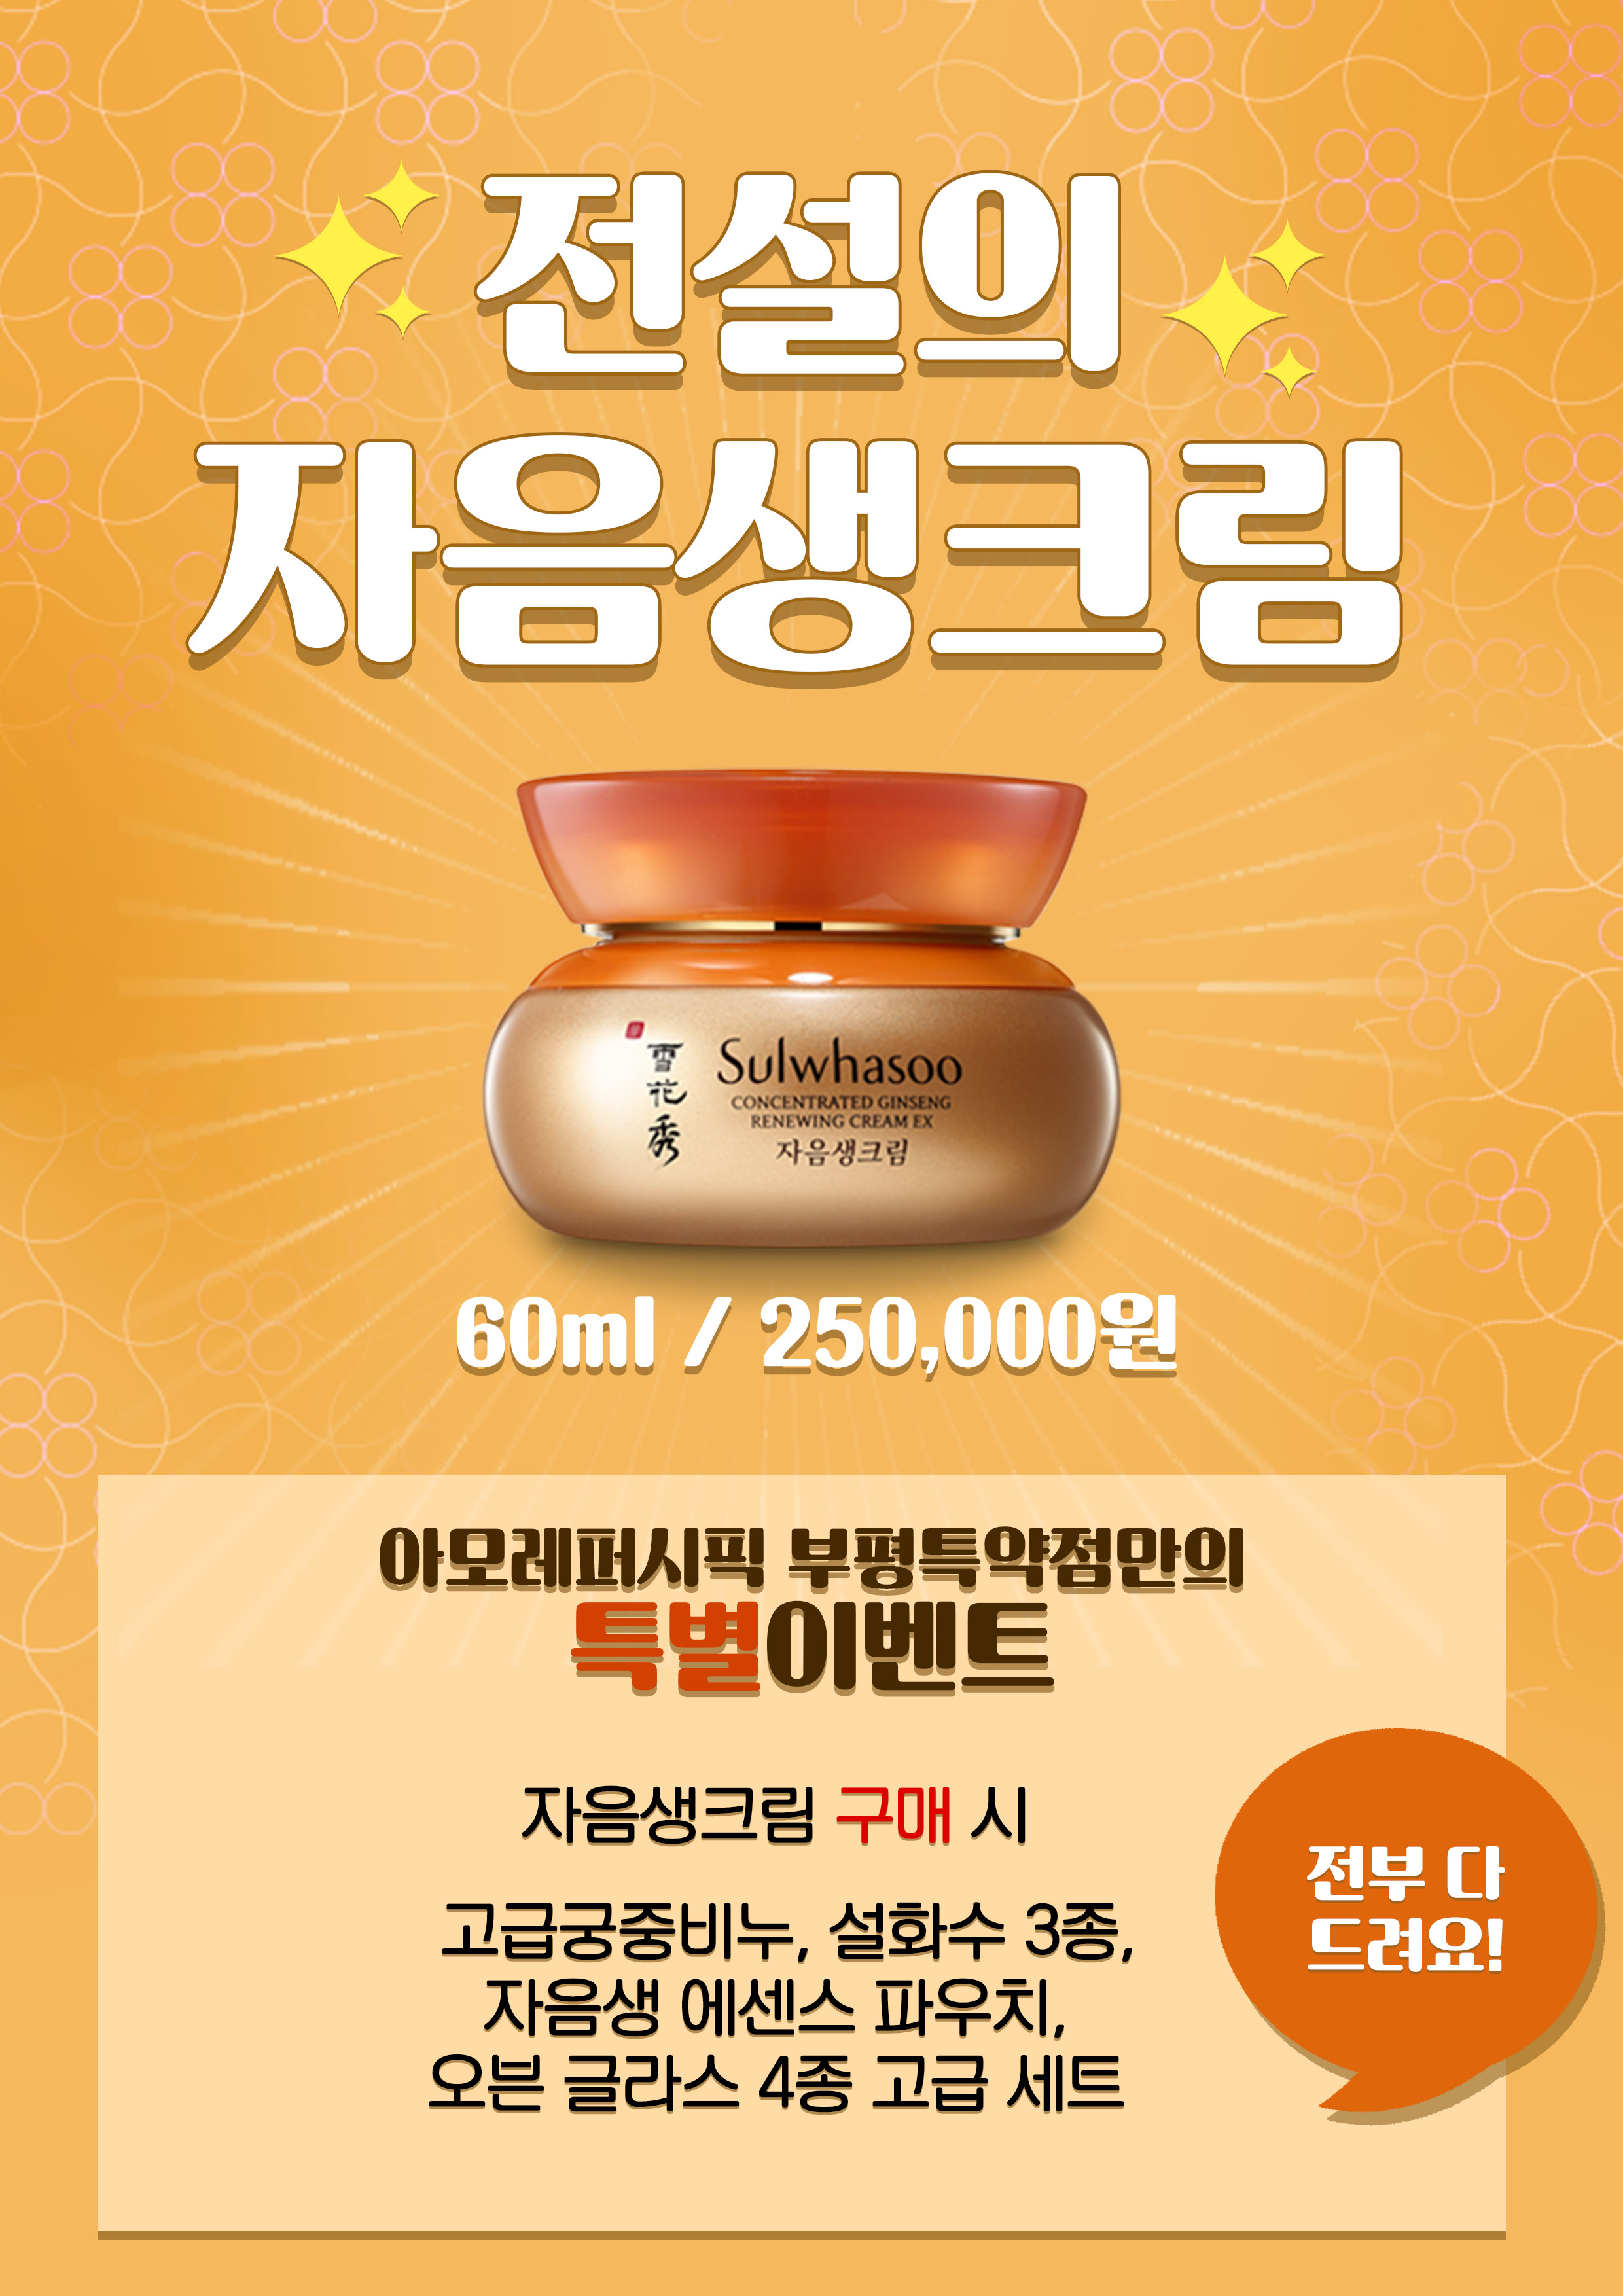 전설의
자음생크림
雪花秀
Sulwhasoo
CONCENTRATED GINSENG
RENEWING CREAM EX
자음생크림
60ml / 250,000원
아모레퍼시픽 부평특약점만의
특별이벤트
자음생크림 구매 시
고급궁중비누, 설화수 3종,
자음생 에센스 파우치,
오븐 글라스 4종 고급 세트
전부 다
드려요!